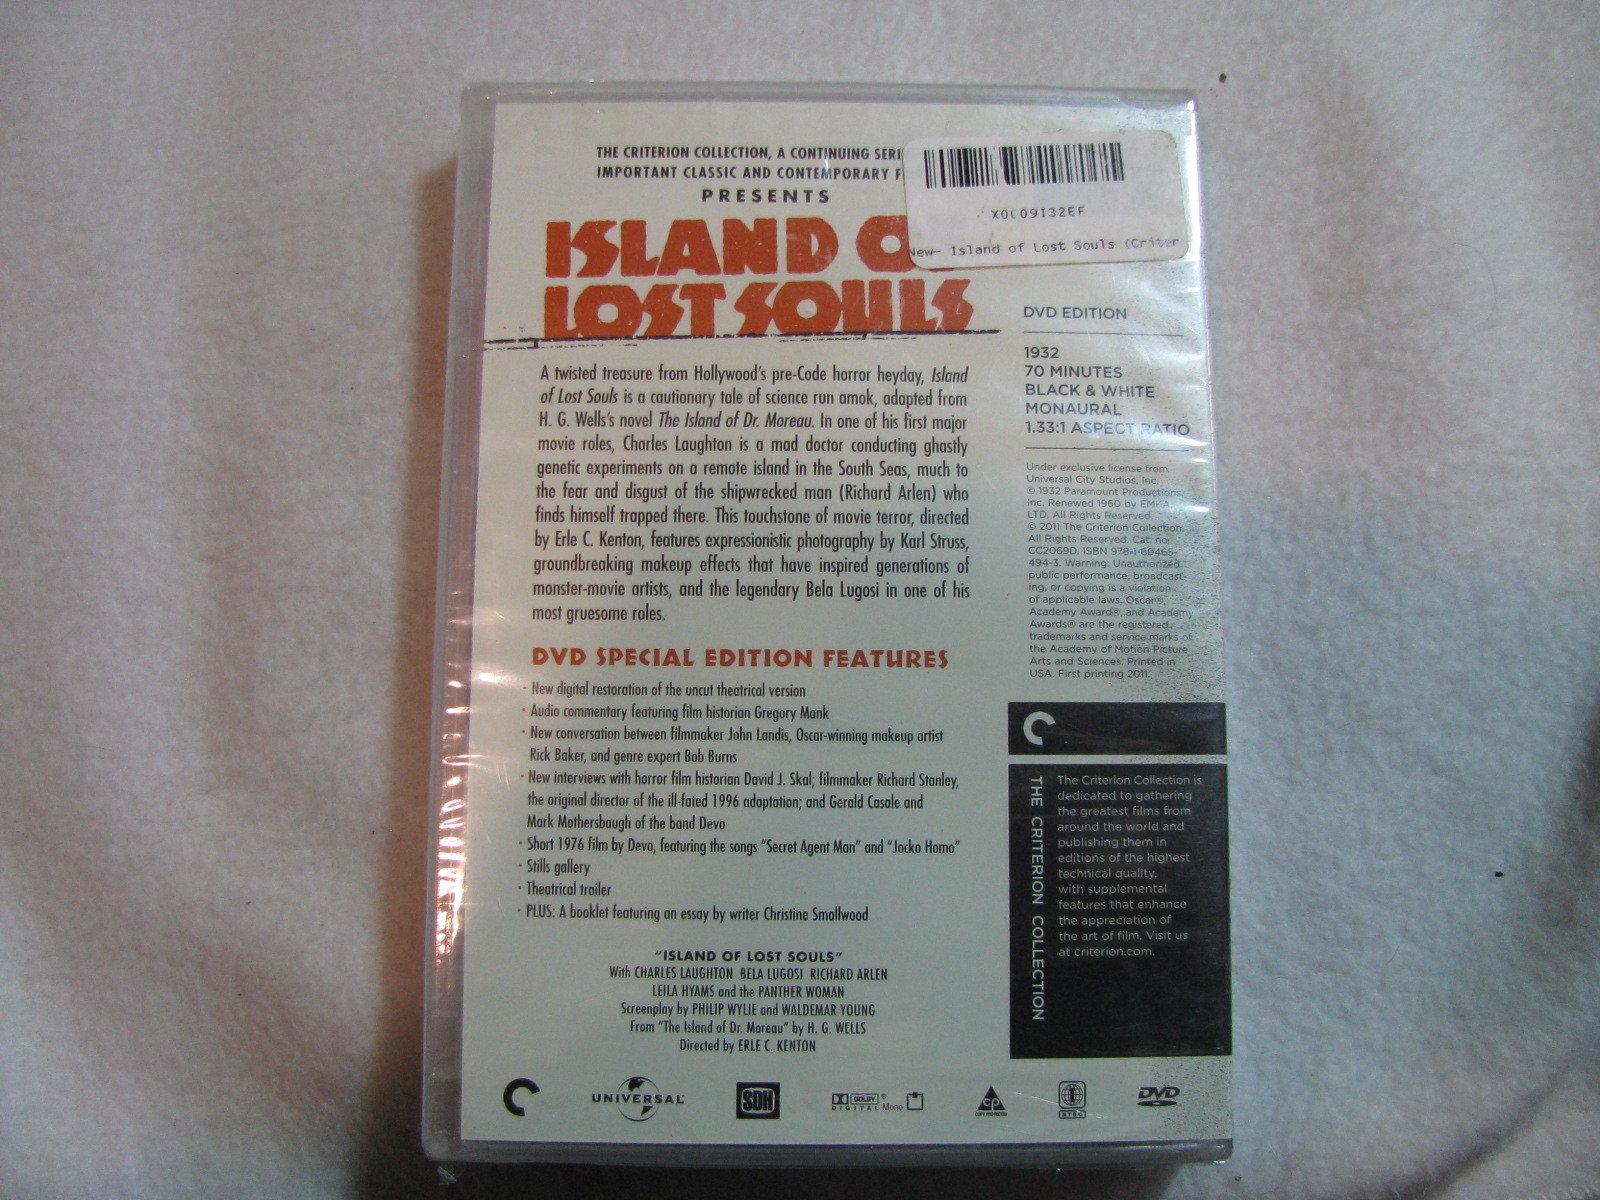 THE CRITERION COLLECTION, A CONTINUING
IMPORTANT CLASSIC AND CONTEMPORARY
PRESENTS
ISLAND
LOST SOULS
New- Island of Lost Souls
A twisted treasure from Hollywood's pre-Code horror heyday, Island
of Lost Souls is a cautionary tale of science run amok, adapted from
H. G. Wells's novel The Island of Dr. Moreau. In one of his first major
movie roles, Charles Laughton is a mad doctor conducting ghastly
genetic experiments on a remote island in the South Seas, much to
the fear and disgust of the shipwrecked man (Richard Arlen) who
finds himself trapped there. This touchstone of movie terror, directed
by Erle C. Kenton, features expressionistic photography by Karl Struss,
groundbreaking makeup effects that have inspired generations of
monster-movie artists, and the legendary Bela Lugosi in one of his
most gruesome roles.
DVD SPECIAL EDITION FEATURES
· New digital restoration of the uncut theatrical version
· Audio commentary featuring film historian Gregory Mank
· New conversation between filmmaker John Landis, Oscar-winning makeup artist
Rick Baker, and genre expert Bob Burns
· New interviews with horror film historian David J. Skal; filmmaker Richard Stanley,
the original director of the ill-fated 1996 adaptation; and Gerald Casale and
Mark Mothersbaugh of the band Devo
· Short 1976 film by Devo, featuring the songs "Secret Agent Man" and "Jocko Homo"
· Stills gallery
· Theatrical trailer
· PLUS: A booklet featuring an essay by writer Christine Smallwood
"ISLAND OF LOST SOULS"
With CHARLES LAUGHTON BELA LUGOSI RICHARD ARLEN
LEILA HYAMS and the PANTHER WOMAN
Screenplay by PHILIP WYLIE and WALDEMAR YOUNG
From "The Island of Dr. Moreau" by H. G. WELLS
Directed by ERLE C. KENTON
DVD EDITION
1932
70 MINUTES
BLACK & WHITE
MONAURAL
1.33:1 ASPECT RATIO
Under exclusive license from
Universal City Studios, Inc.
© 1932 Paramount Productions
Inc. Renewed 1960 by EMKA
LTD. All Rights Reserved.
© 2011 The Criterion Collection
All Rights Reserved. Cat. no.
CC2069D. ISBN 978-1-60465-
494-3. Warning: Unauthorized
public performance, broadcast-
ing, or copying is a violation
of applicable laws. Oscar®,
Academy Award®, and Academy
Awards® are the registered
trademarks and service marks of
the Academy of Motion Picture
Arts and Sciences. Printed in
USA. First printing 2011.
THE CRITERION COLLECTION
The Criterion Collection is
dedicated to gathering
the greatest films from
around the world and
publishing them in
editions of the highest
technical quality,
with supplemental
features that enhance
the appreciation of
the art of film. Visit us
at criterion.com.
UNIVERSAL
SDH
DOLBY
DIGITAL Mono
CP
COPY PROTECTED
1
NTSC
DVD